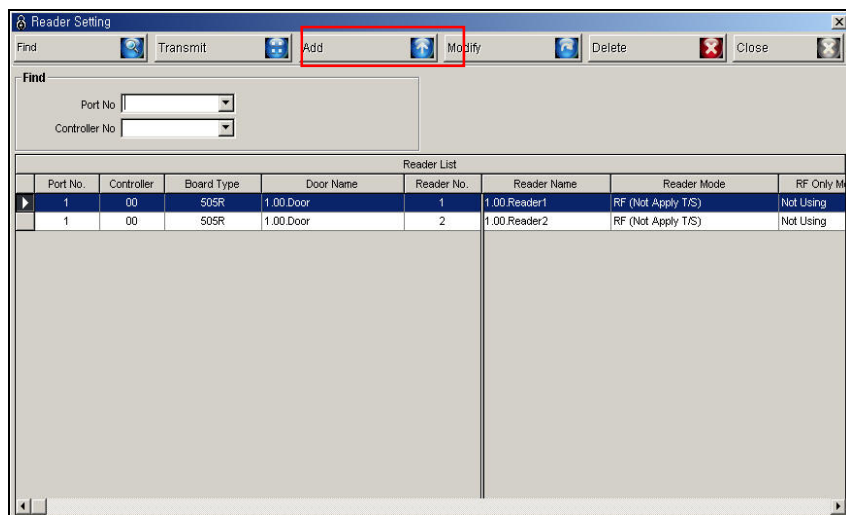 Reader Setting
Find Transmit Add Modify Delete Close
Find
Port No
Controller No
Reader List
Port No. Controller Board Type Door Name Reader No. Reader Name Reader Mode RF Only M
1 00 505R 1.00.Door 1 1.00.Reader1 RF (Not Apply T/S) Not Using
1 00 505R 1.00.Door 2 1.00.Reader2 RF (Not Apply T/S) Not Using